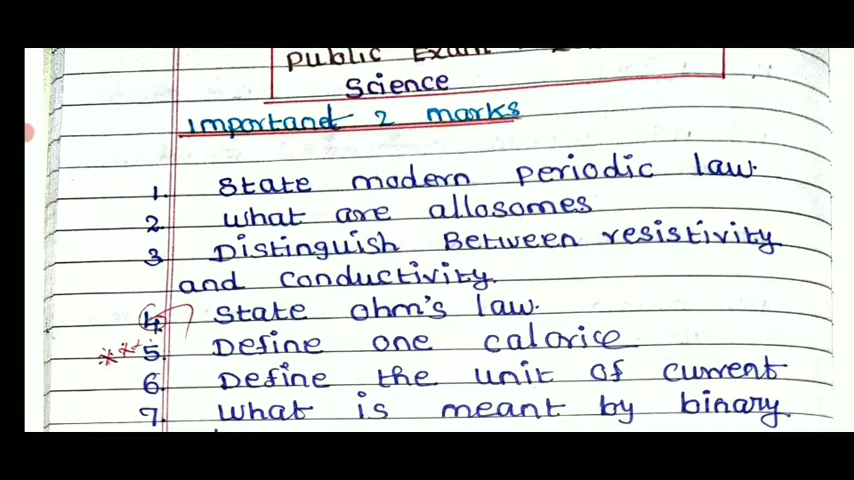 Public Exam
Science
Importand 2 marks
1. State modern periodic law.
2. What are allosomes
3. Distinguish Between resistivity
and conductivity.
4. State ohm's law.
5. Define one calorie
6. Define the unit of current
7. What is meant by binary